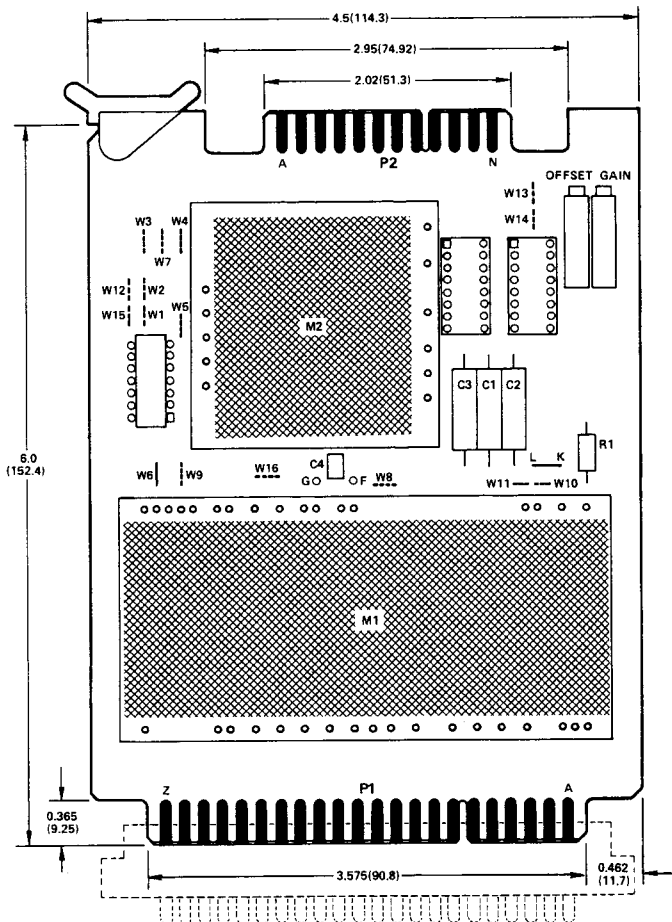 4.5(114.3)
2.95(74.92)
2.02(51.3)
A P2 N
OFFSET GAIN
W13
W14
W3 W4
W7
W12 W2
W15 W1 W5
M2
C3 C1 C2
6.0
(152.4)
R1
L K
W6 W9 W16 C4
G F W8
W11 W10
M1
Z P1 A
0.365
(9.25)
3.575(90.8)
0.462
(11.7)